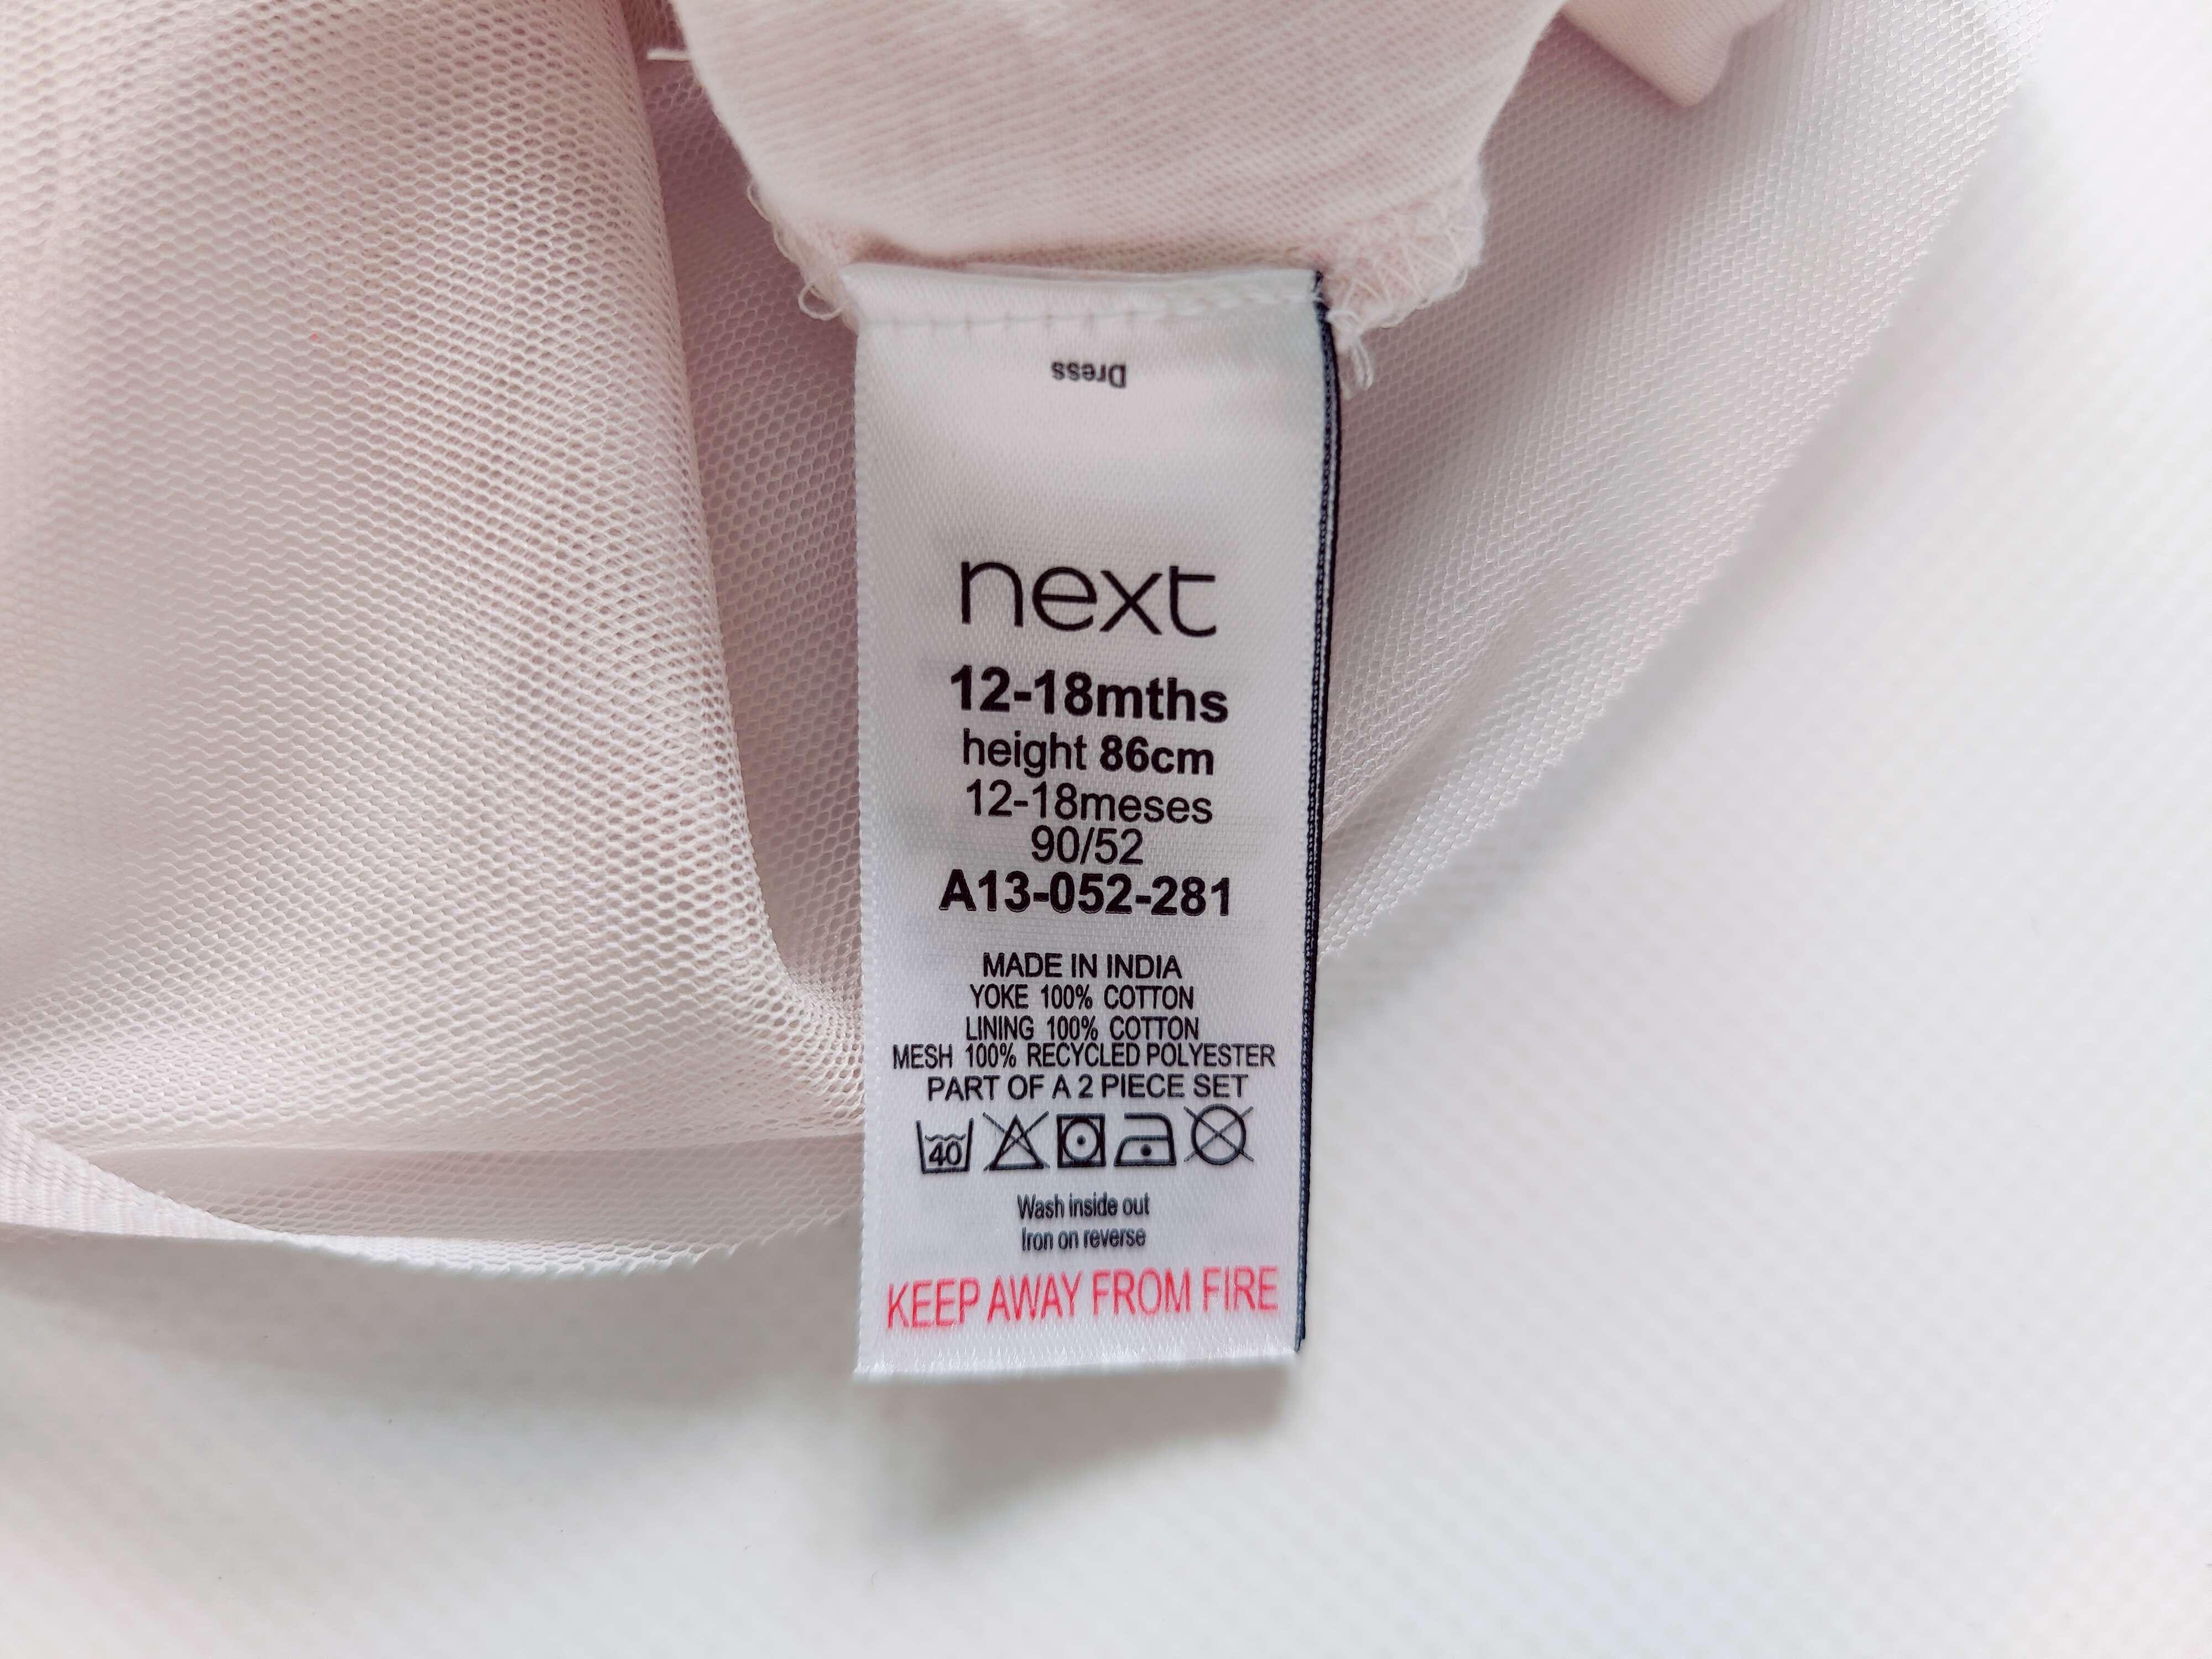 Dress
next
12-18mths
height 86cm
12-18meses
90/52
A13-052-281
MADE IN INDIA
YOKE 100% COTTON
LINING 100% COTTON
MESH 100% RECYCLED POLYESTER
PART OF A 2 PIECE SET
40
Wash inside out
Iron on reverse
KEEP AWAY FROM FIRE